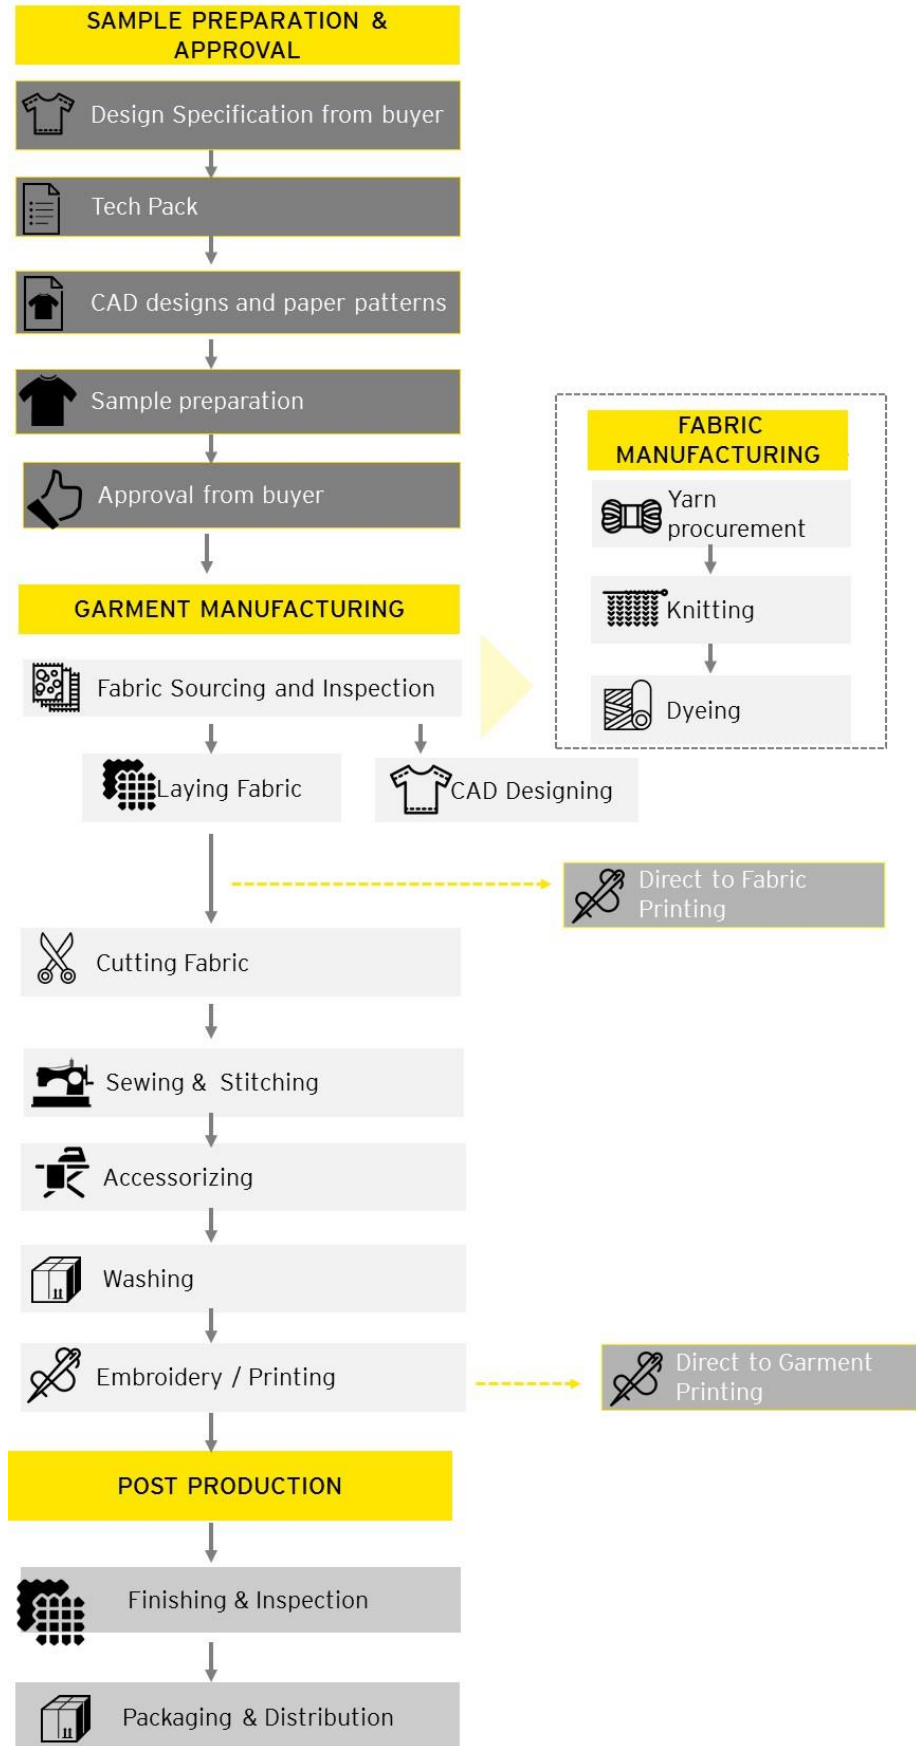 SAMPLE PREPARATION &
APPROVAL
Design Specification from buyer
Tech Pack
CAD designs and paper patterns
Sample preparation
Approval from buyer
FABRIC
MANUFACTURING
Yarn
procurement
Knitting
Dyeing
GARMENT MANUFACTURING
Fabric Sourcing and Inspection
Laying Fabric
CAD Designing
Direct to Fabric
Printing
Cutting Fabric
Sewing & Stitching
Accessorizing
Washing
Embroidery / Printing
Direct to Garment
Printing
POST PRODUCTION
Finishing & Inspection
Packaging & Distribution